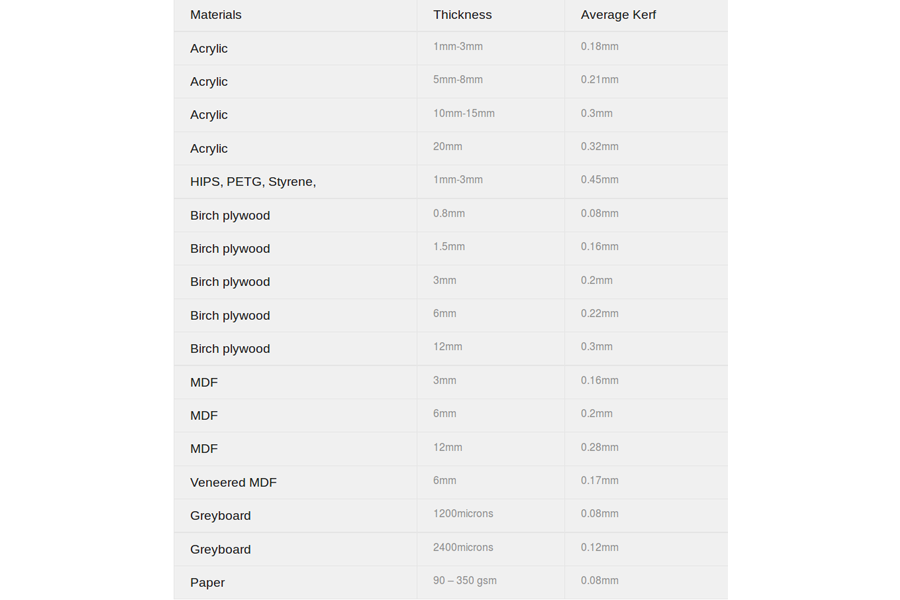 Materials Thickness Average Kerf
Acrylic 1mm-3mm 0.18mm
Acrylic 5mm-8mm 0.21mm
Acrylic 10mm-15mm 0.3mm
Acrylic 20mm 0.32mm
HIPS, PETG, Styrene, 1mm-3mm 0.45mm
Birch plywood 0.8mm 0.08mm
Birch plywood 1.5mm 0.16mm
Birch plywood 3mm 0.2mm
Birch plywood 6mm 0.22mm
Birch plywood 12mm 0.3mm
MDF 3mm 0.16mm
MDF 6mm 0.2mm
MDF 12mm 0.28mm
Veneered MDF 6mm 0.17mm
Greyboard 1200microns 0.08mm
Greyboard 2400microns 0.12mm
Paper 90 – 350 gsm 0.08mm